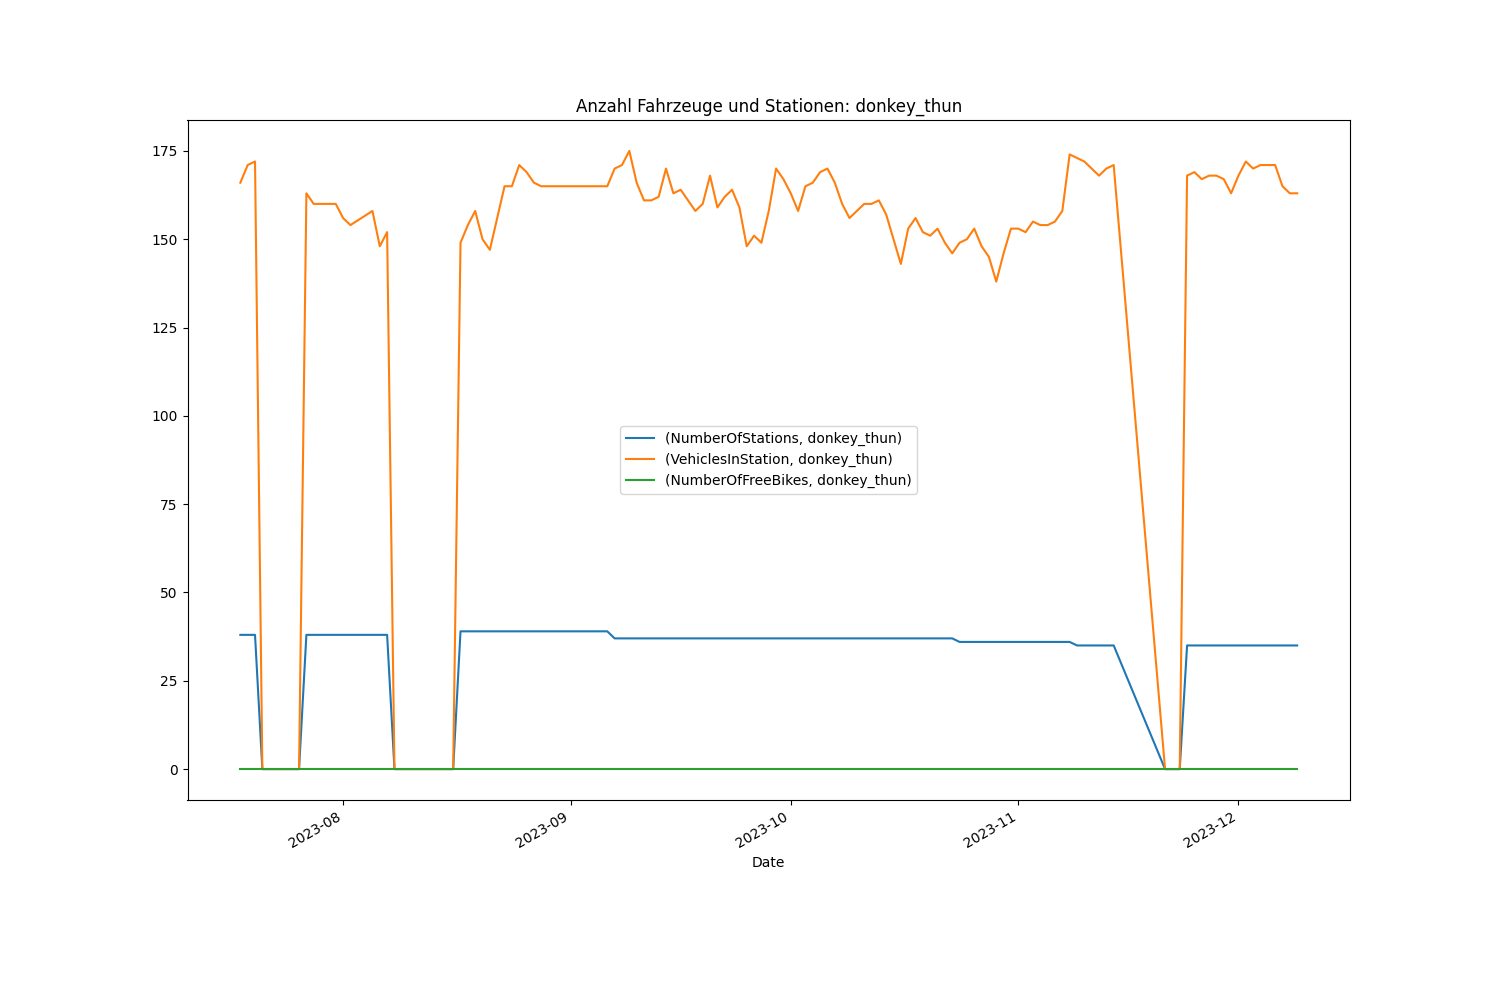 Anzahl Fahrzeuge und Stationen: donkey_thun
175
150
125
100
75
50
25
0
(NumberOfStations, donkey_thun)
(VehiclesInStation, donkey_thun)
(NumberOfFreeBikes, donkey_thun)
2023-08
2023-09
2023-10
2023-11
2023-12
Date